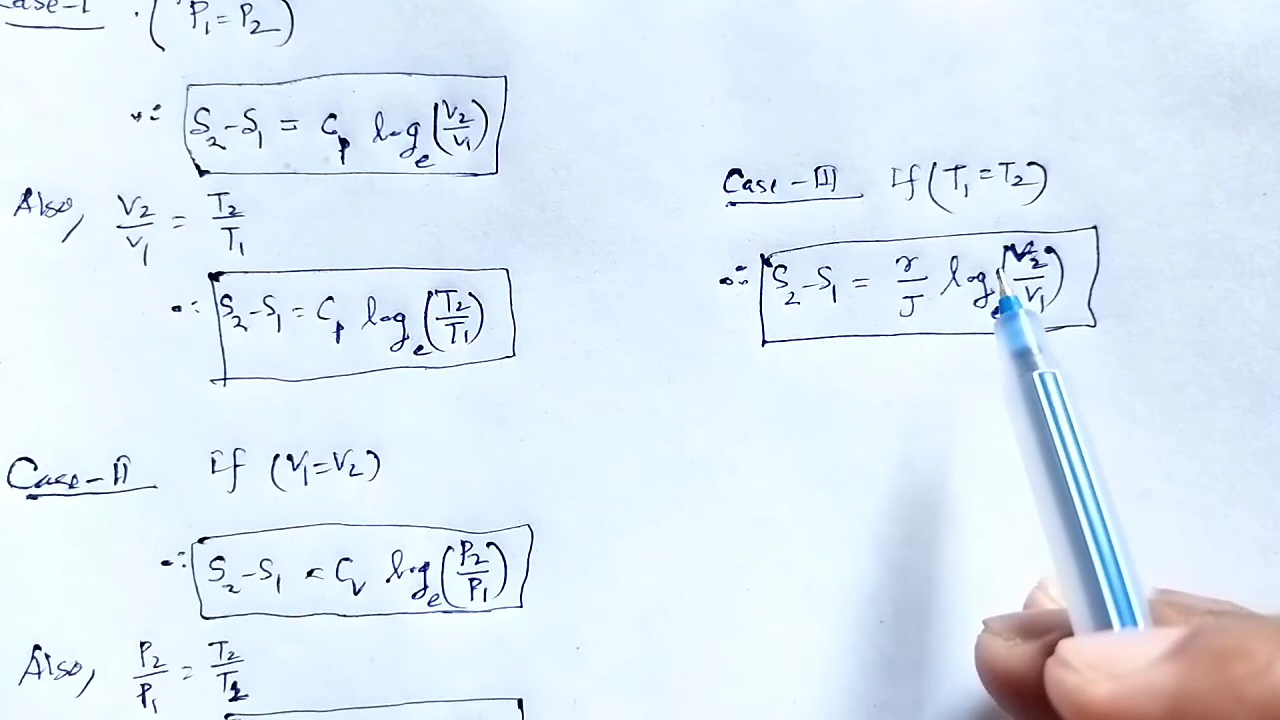 Case-I (P₁ = P₂)
∴ S₂-S₁ = Cp logₑ(V₂/V₁)
Also, V₂/V₁ = T₂/T₁
∴ S₂-S₁ = Cp logₑ(T₂/T₁)
Case-II If (V₁=V₂)
∴ S₂-S₁ = Cv logₑ(P₂/P₁)
Also, P₂/P₁ = T₂/T₂
Case-III If (T₁=T₂)
∴ S₂-S₁ = r/J logₑ(V₂/V₁)